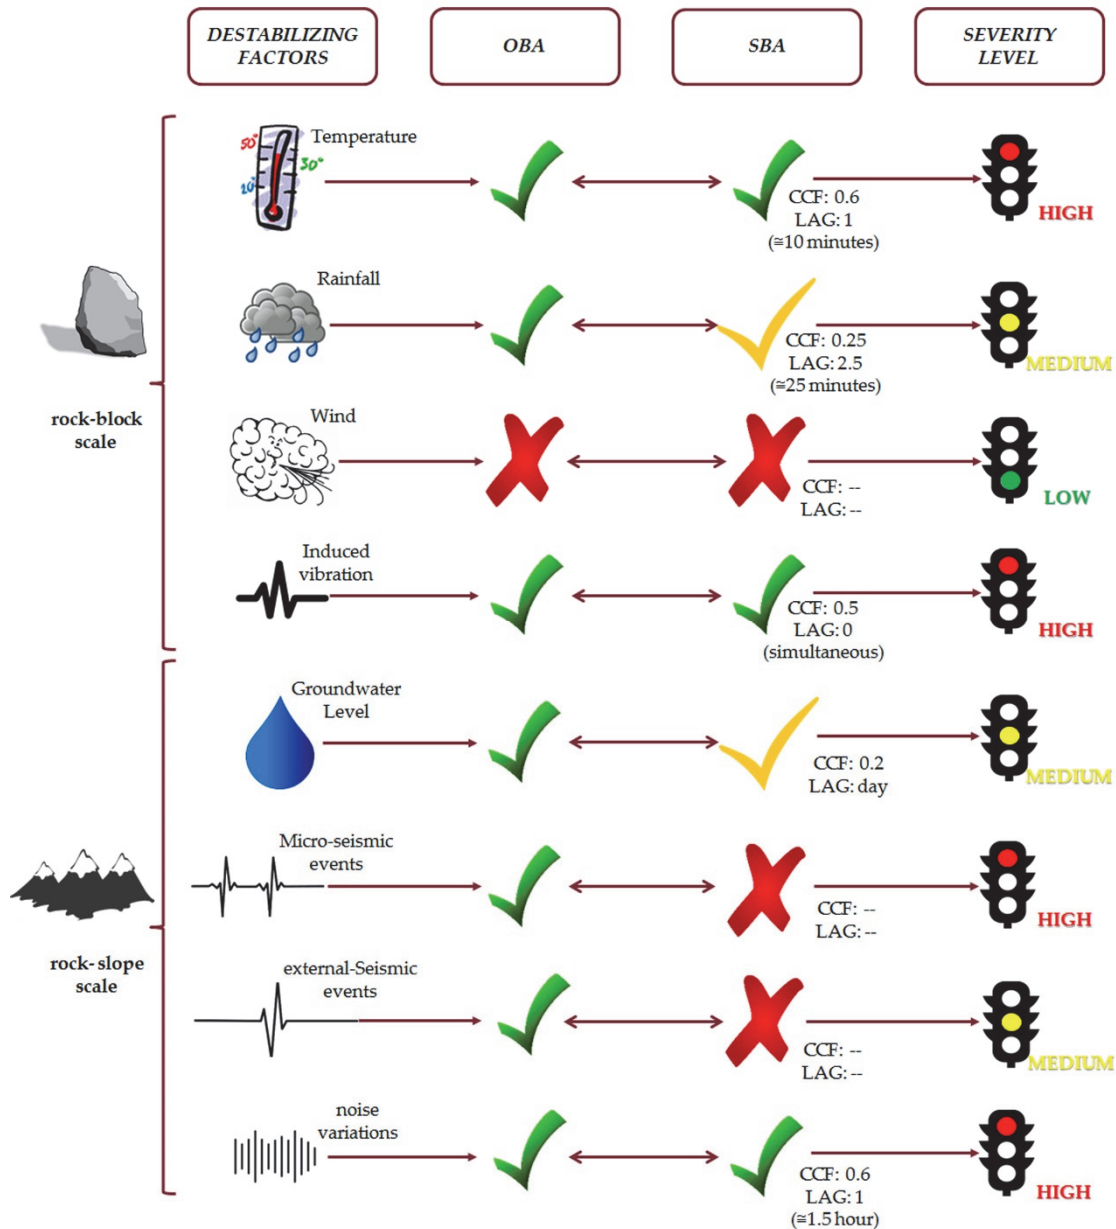 DESTABILIZING
FACTORS
OBA
SBA
SEVERITY
LEVEL
50°
30°
Temperature
CCF: 0.6
LAG: 1
(≅10 minutes)
HIGH
Rainfall
CCF: 0.25
LAG: 2.5
(≅25 minutes)
MEDIUM
rock-block
scale
Wind
CCF: --
LAG: --
LOW
Induced
vibration
CCF: 0.5
LAG: 0
(simultaneous)
HIGH
Groundwater
Level
CCF: 0.2
LAG: day
MEDIUM
Micro-seismic
events
CCF: --
LAG: --
HIGH
rock-slope
scale
external-Seismic
events
CCF: --
LAG: --
MEDIUM
noise
variations
CCF: 0.6
LAG: 1
(≅1.5 hour)
HIGH